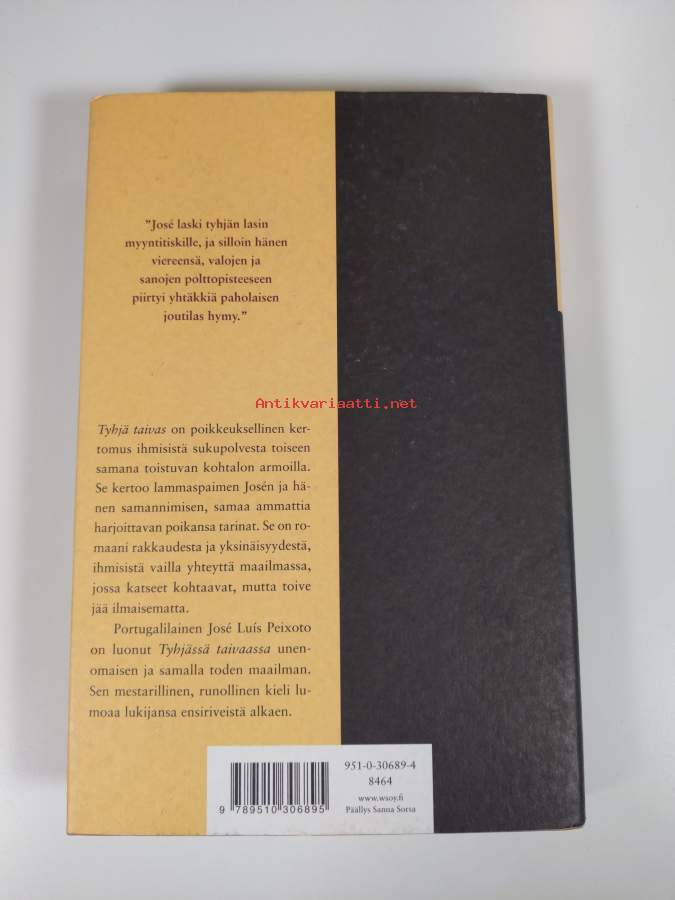 ”José laski tyhjän lasin
myyntitiskille, ja silloin hänen
viereensä, valojen ja
sanojen polttopisteeseen
piirtyi yhtäkkiä paholaisen
joutilas hymy.”
Antikvariaatti.net
Tyhjä taivas on poikkeuksellinen ker-
tomus ihmisistä sukupolvesta toiseen
samana toistuvan kohtalon armoilla.
Se kertoo lammaspaimen Josén ja hä-
nen samannimisen, samaa ammattia
harjoittavan poikansa tarinat. Se on ro-
maani rakkaudesta ja yksinäisyydestä,
ihmisistä vailla yhteyttä maailmassa,
jossa katseet kohtaavat, mutta toive
jää ilmaisematta.
Portugalilainen José Luís Peixoto
on luonut Tyhjässä taivaassa unen-
omaisen ja samalla toden maailman.
Sen mestarillinen, runollinen kieli lu-
moaa lukijansa ensiriveistä alkaen.
951-0-30689-4
8464
www.wsoy.fi
Päällys Sanna Sorsa
9 789510 306895